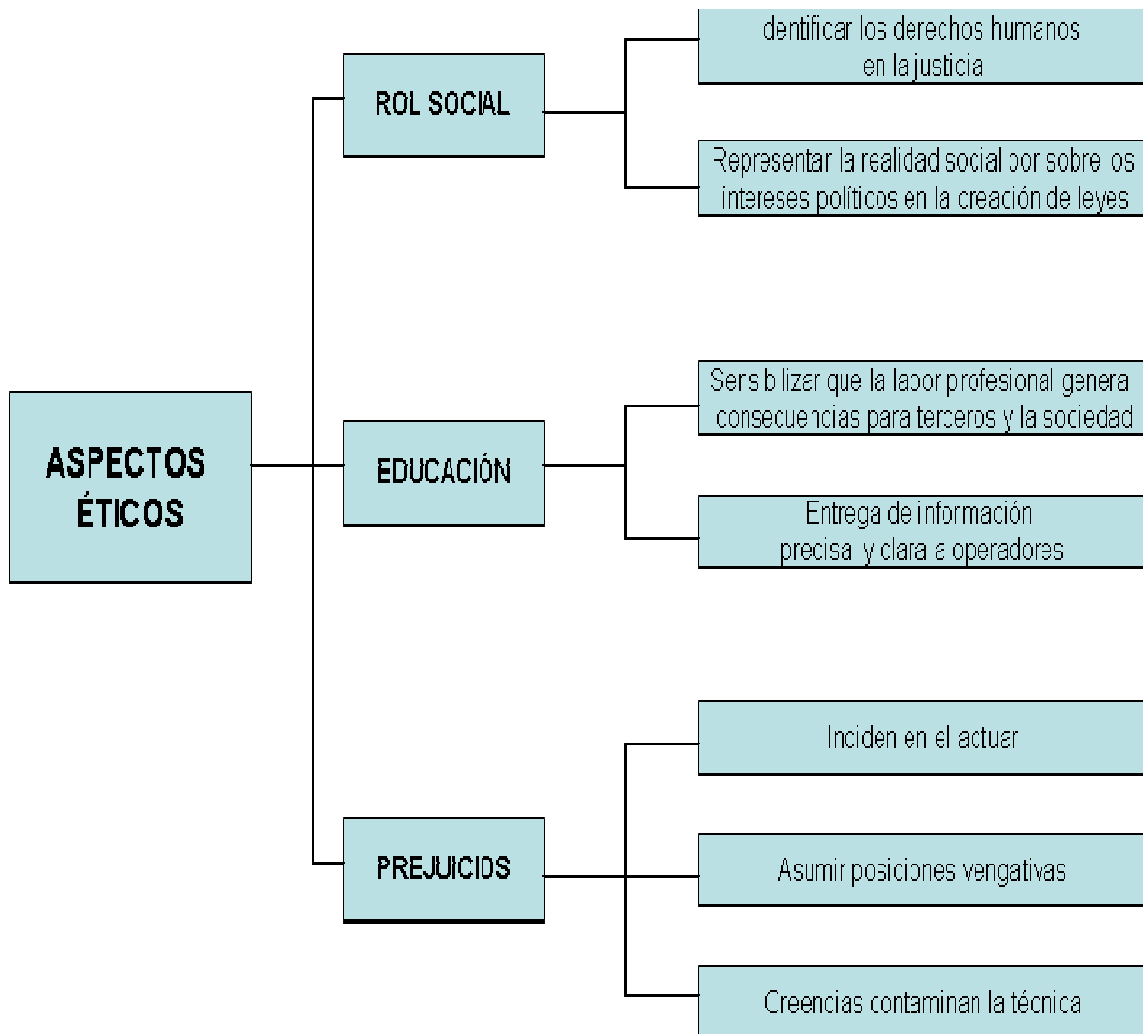 dentificar los derechos humanos
en la justicia
ROL SOCIAL
Representar la realidad social por sobre los
intereses políticos en la creación de leyes
Sensibilizar que la labor profesional genera
consecuencias para terceros y la sociedad
ASPECTOS
ÉTICOS
EDUCACIÓN
Entrega de información
precisa y clara a operadores
Inciden en el actuar
PREJUICIOS
Asumir posiciones vengativas
Creencias contaminan la técnica